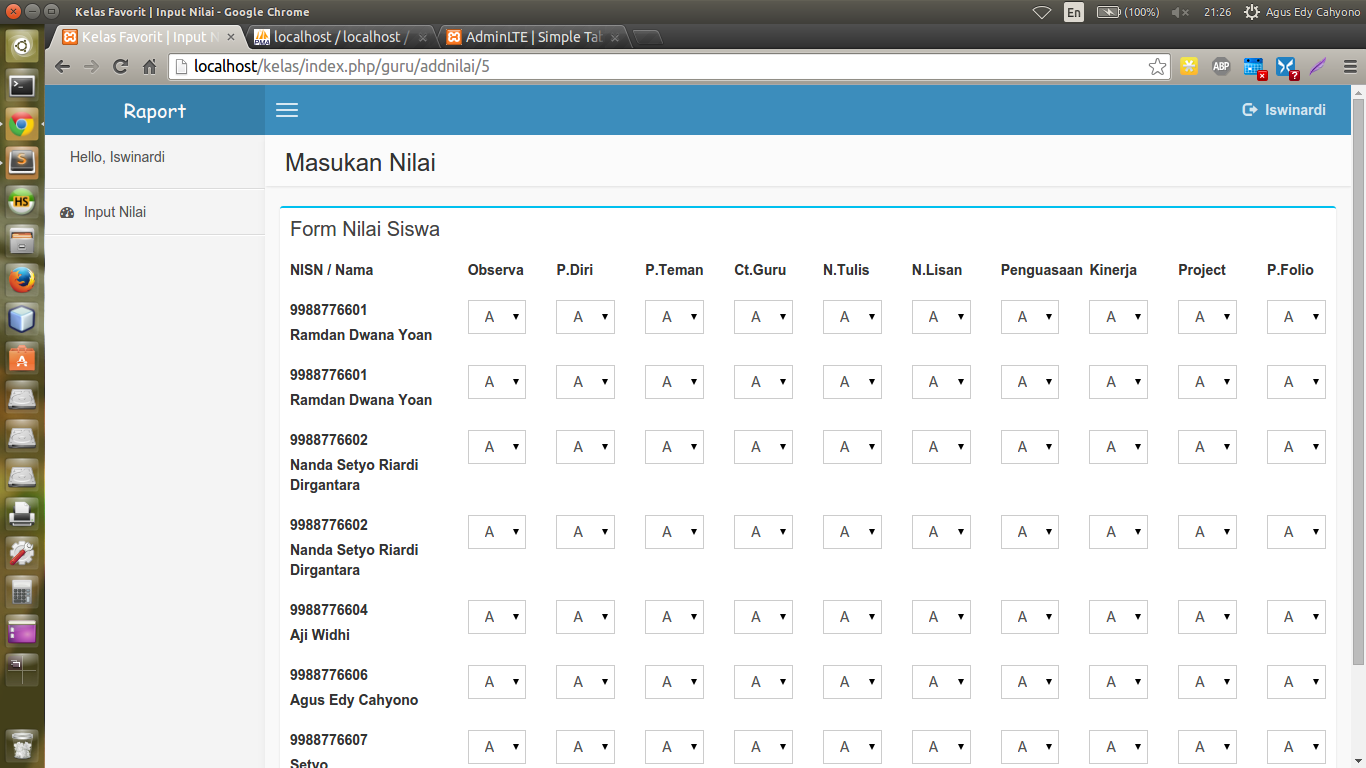 Kelas Favorit | Input Nilai - Google Chrome
En
(100%)
21:26
Agus Edy Cahyono
Kelas Favorit | Input N
localhost / localhost /
AdminLTE | Simple Tab
localhost/kelas/index.php/guru/addnilai/5
ABP
Raport
Iswinardi
Hello, Iswinardi
Input Nilai
Masukan Nilai
Form Nilai Siswa
NISN / Nama Observa P.Diri P.Teman Ct.Guru N.Tulis N.Lisan Penguasaan Kinerja Project P.Folio
9988776601
A A A A A A A A A A
Ramdan Dwana Yoan
9988776601
A A A A A A A A A A
Ramdan Dwana Yoan
9988776602
A A A A A A A A A A
Nanda Setyo Riardi
Dirgantara
9988776602
A A A A A A A A A A
Nanda Setyo Riardi
Dirgantara
9988776604
A A A A A A A A A A
Aji Widhi
9988776606
A A A A A A A A A A
Agus Edy Cahyono
9988776607
A A A A A A A A A A
Setyo
HS
S